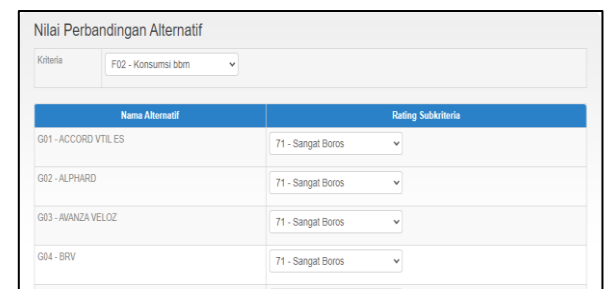 Nilai Perbandingan Alternatif
Kriteria F02 - Konsumsi bbm
Nama Alternatif Rating Subkriteria
G01 - ACCORD VTIL ES 71 - Sangat Boros
G02 - ALPHARD 71 - Sangat Boros
G03 - AVANZA VELOZ 71 - Sangat Boros
G04 - BRV 71 - Sangat Boros